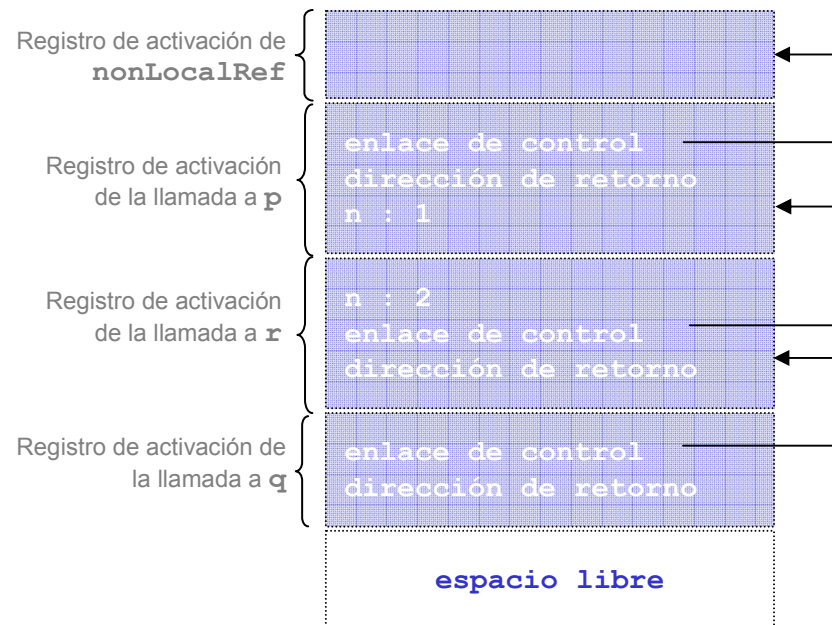 Registro de activación de
nonLocalRef
enlace de control
dirección de retorno
n : 1
Registro de activación
de la llamada a p
n : 2
enlace de control
dirección de retorno
Registro de activación
de la llamada a r
enlace de control
dirección de retorno
Registro de activación de
la llamada a q
espacio libre